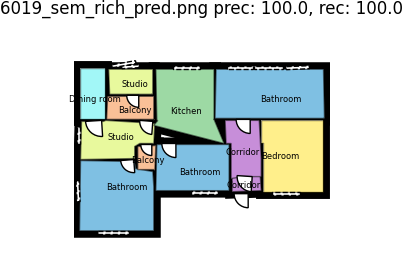 6019_sem_rich_pred.png prec: 100.0, rec: 100.0
Studio
Dining room
Balcony
Kitchen
Bathroom
Studio
Corridor
Bedroom
Balcony
Bathroom
Bathroom
Corridor